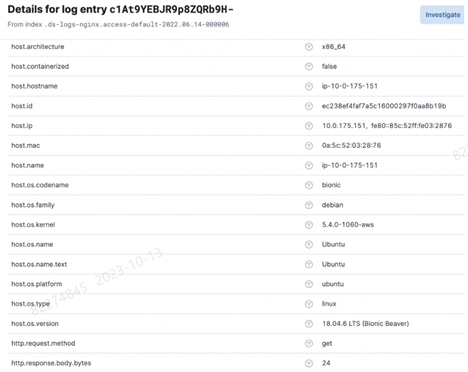 Details for log entry c1At9YEBJR9p8ZQRb9H-
Investigate
From index .ds-logs-nginx.access-default-2022.06.14-000006
host.architecture x86_64
host.containerized false
host.hostname ip-10-0-175-151
host.id ec238ef4faf7a5c16000297f0aa8b19b
host.ip 10.0.175.151, fe80::85c:52ff:fe03:2876
host.mac 0a:5c:52:03:28:76
host.name ip-10-0-175-151
host.os.codename bionic
host.os.family debian
host.os.kernel 5.4.0-1060-aws
host.os.name Ubuntu
host.os.name.text Ubuntu
host.os.platform ubuntu
host.os.type linux
host.os.version 18.04.6 LTS (Bionic Beaver)
http.request.method get
http.response.body.bytes 24
2023-10-13